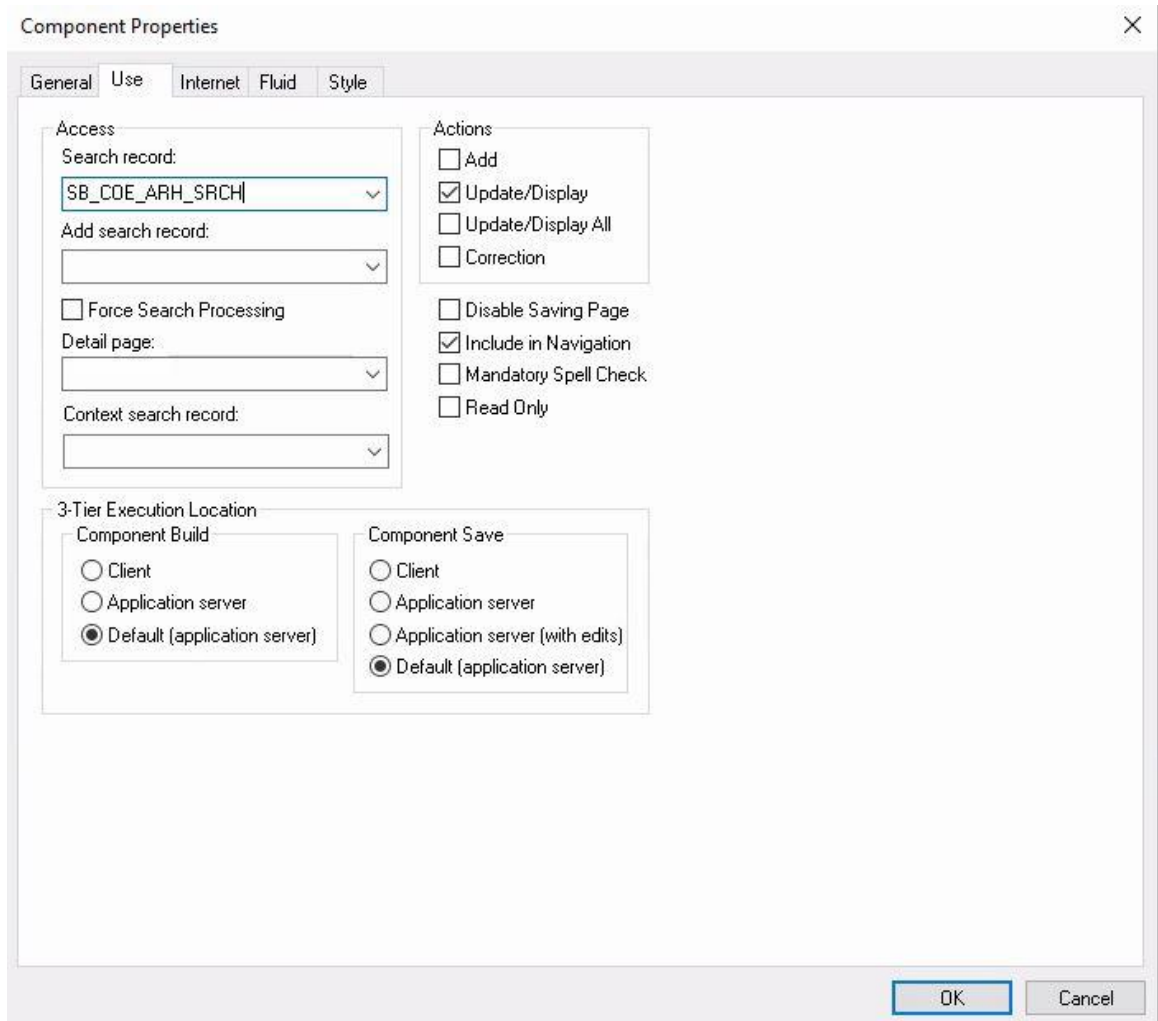 Component Properties
General Use Internet Fluid Style
Access
Search record:
SB_COE_ARH_SRCH
Add search record:
Force Search Processing
Detail page:
Context search record:
Actions
Add
Update/Display
Update/Display All
Correction
Disable Saving Page
Include in Navigation
Mandatory Spell Check
Read Only
3-Tier Execution Location
Component Build
Client
Application server
Default (application server)
Component Save
Client
Application server
Application server (with edits)
Default (application server)
OK Cancel